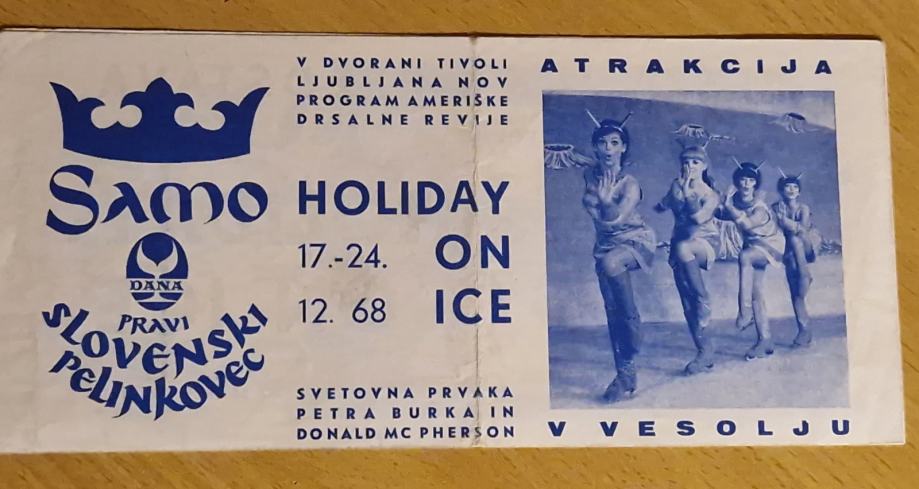 SAMO
DANA
PRAVI
SLOVENSKI
PELINKOVEC
V DVORANI TIVOLI
LJUBLJANA NOV
PROGRAM AMERIŠKE
DRSALNE REVIJE
HOLIDAY
17.-24. ON
12. 68 ICE
SVETOVNA PRVAKA
PETRA BURKA IN
DONALD MC PHERSON
ATRAKCIJA
V VESOLJU